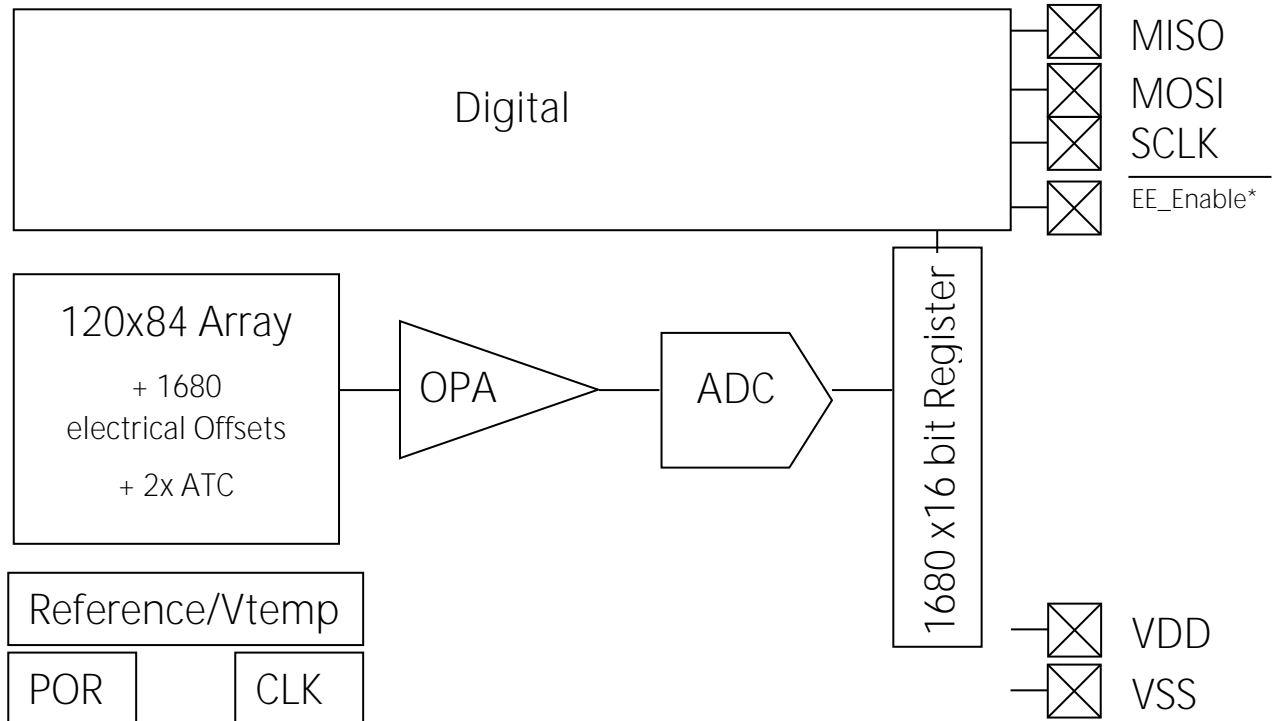 Digital
MISO
MOSI
SCLK
EE_Enable*
120x84 Array
+ 1680
electrical Offsets
+ 2x ATC
OPA
ADC
1680 x16 bit Register
Reference/Vtemp
POR
CLK
VDD
VSS